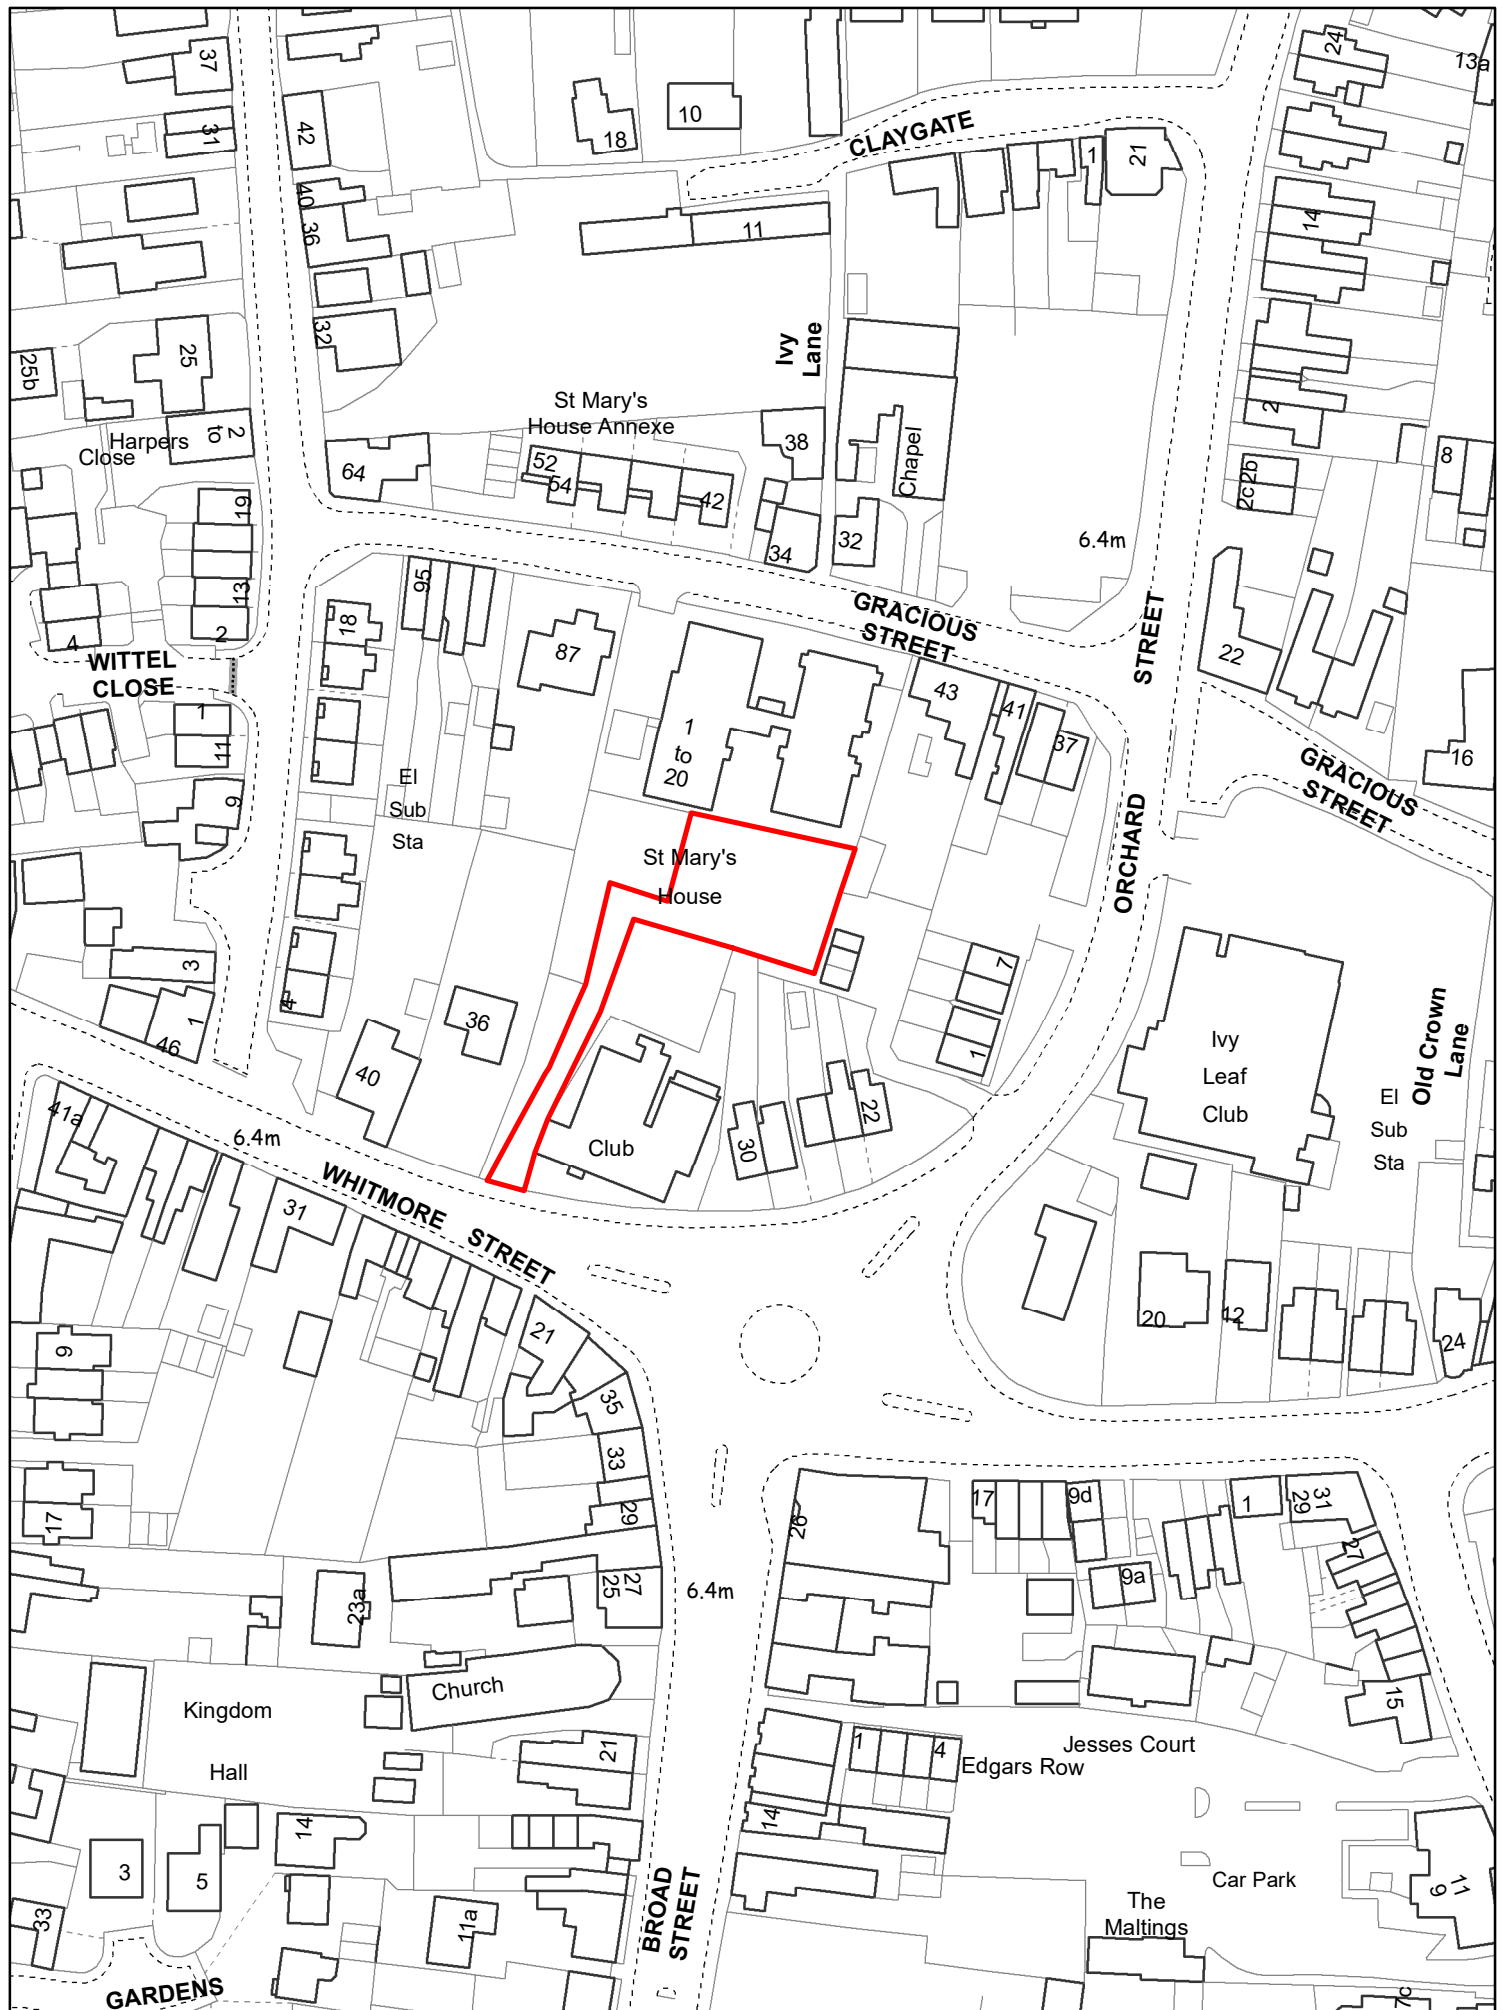 37
31
42
40
36
32
25
25b
2
to
Harpers
Close
64
19
13
2
4
WITTEL
CLOSE
1
11
9
3
1
46
18
10
CLAYGATE
11
1
21
24
13a
14
2
8
2b
2c
Ivy
Lane
St Mary's
House Annexe
52
54
42
38
34
32
Chapel
6.4m
STREET
GRACIOUS
STREET
22
16
GRACIOUS
STREET
95
18
87
1
to
20
43
41
37
El
Sub
Sta
St Mary's
House
ORCHARD
7
1
4
36
40
Club
30
22
Ivy
Leaf
Club
Old Crown
Lane
El
Sub
Sta
41a
6.4m
WHITMORE STREET
31
21
35
33
29
27
25
9
17
23a
20
12
24
6.4m
26
17
9d
9a
1
31
29
27
15
Kingdom
Hall
Church
21
14
3
5
33
11a
GARDENS
BROAD
STREET
1
4
Edgars Row
Jesses Court
14
Car Park
The
Maltings
11
9
7c